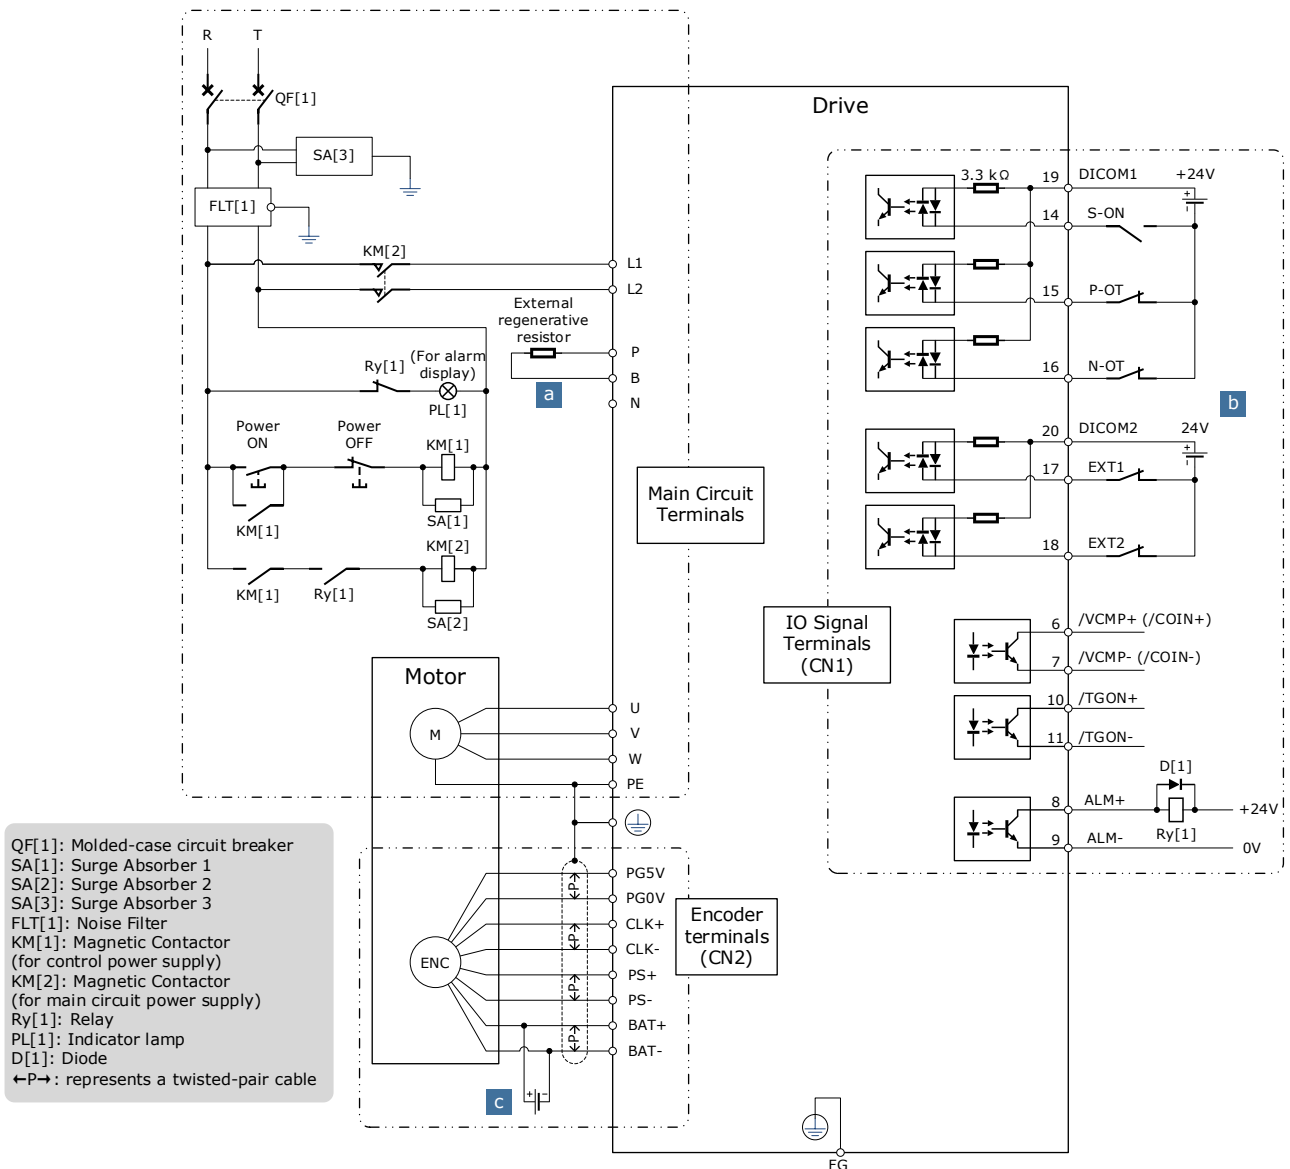 R
T
QF[1]
SA[3]
FLT[1]
KM[2]
L1
L2
External
regenerative
resistor
P
B
N
a
Ry[1]
(For alarm
display)
PL[1]
Power
ON
Power
OFF
KM[1]
SA[1]
KM[1]
KM[2]
SA[2]
KM[1]
Ry[1]
Main Circuit
Terminals
Drive
3.3 kΩ
19
DICOM1
+24V
+
-
14
S-ON
15
P-OT
16
N-OT
b
20
DICOM2
24V
+
-
17
EXT1
18
EXT2
IO Signal
Terminals
(CN1)
6
/VCMP+ (/COIN+)
7
/VCMP- (/COIN-)
10
/TGON+
11
/TGON-
D[1]
8
ALM+
+24V
Ry[1]
9
ALM-
0V
Motor
M
U
V
W
PE
ENC
PG5V
PG0V
CLK+
CLK-
PS+
PS-
BAT+
BAT-
←P→
←P→
←P→
←P→
Encoder
terminals
(CN2)
c
+
-
EG
QF[1]: Molded-case circuit breaker
SA[1]: Surge Absorber 1
SA[2]: Surge Absorber 2
SA[3]: Surge Absorber 3
FLT[1]: Noise Filter
KM[1]: Magnetic Contactor
(for control power supply)
KM[2]: Magnetic Contactor
(for main circuit power supply)
Ry[1]: Relay
PL[1]: Indicator lamp
D[1]: Diode
←P→: represents a twisted-pair cable